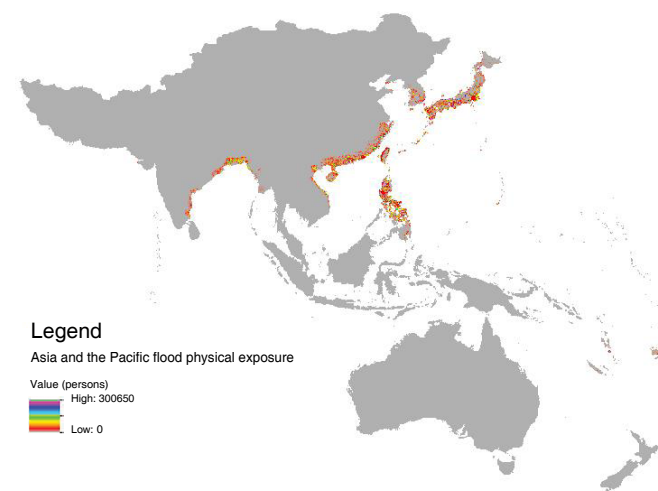 Legend
Asia and the Pacific flood physical exposure
Value (persons)
High: 300650
Low: 0